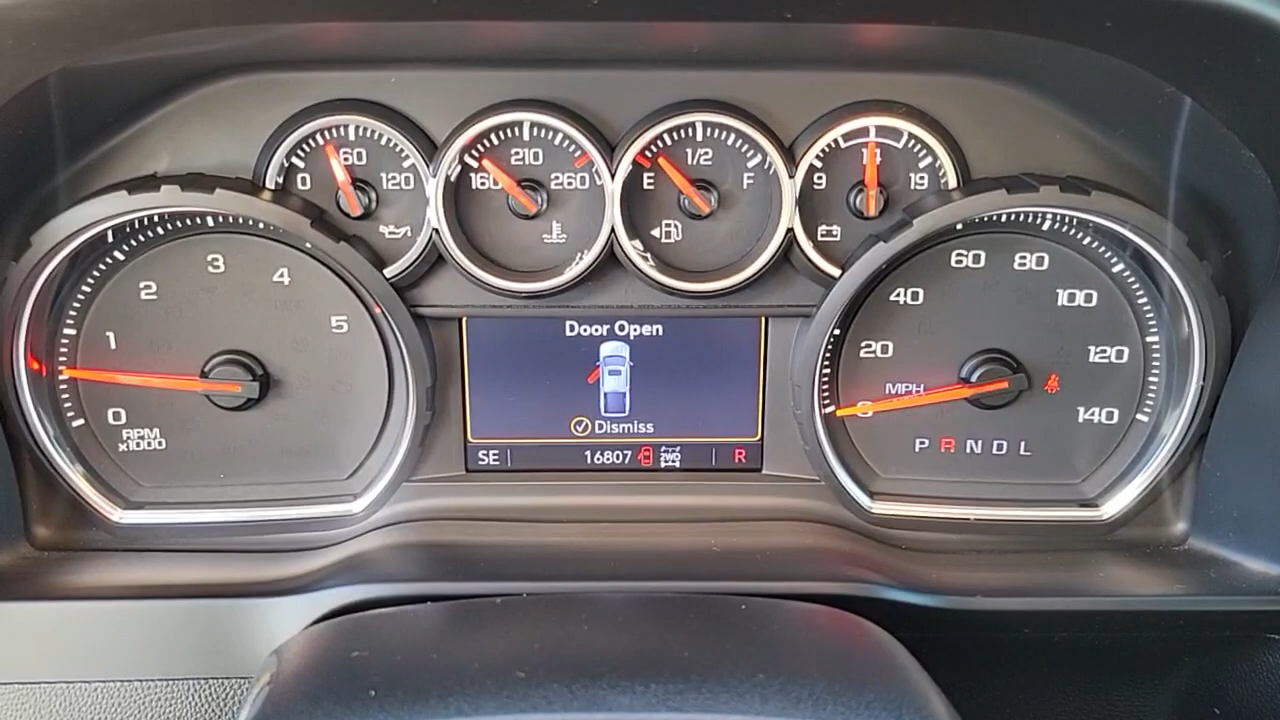 0 60 120
160 210 260
E 1/2 F
9 14 19
0 1 2 3 4 5
RPM
x1000
Door Open
Dismiss
SE 16807 2WD R
0 20 40 60 80 100 120 140
MPH
P R N D L